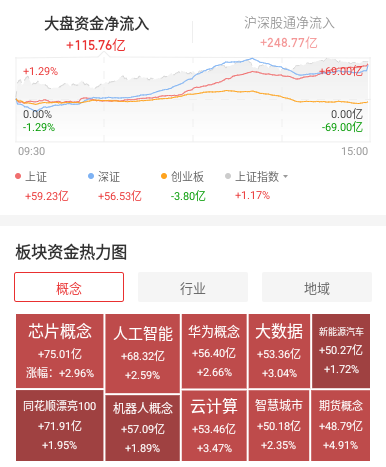 大盘资金净流入 沪深股通净流入
+115.76亿 +248.77亿
+1.29% +69.00亿
0.00% 0.00亿
-1.29% -69.00亿
09:30 15:00
上证 深证 创业板 上证指数
+59.23亿 +56.53亿 -3.80亿 +1.17%
板块资金热力图
概念 行业 地域
芯片概念 人工智能 华为概念 大数据 新能源汽车
+75.01亿 +68.32亿 +56.40亿 +53.36亿 +50.27亿
涨幅：+2.96% +2.59% +2.66% +3.04% +1.72%
同花顺漂亮100 机器人概念 云计算 智慧城市 期货概念
+71.91亿 +57.09亿 +53.46亿 +50.18亿 +48.79亿
+1.95% +1.89% +3.47% +2.35% +4.91%